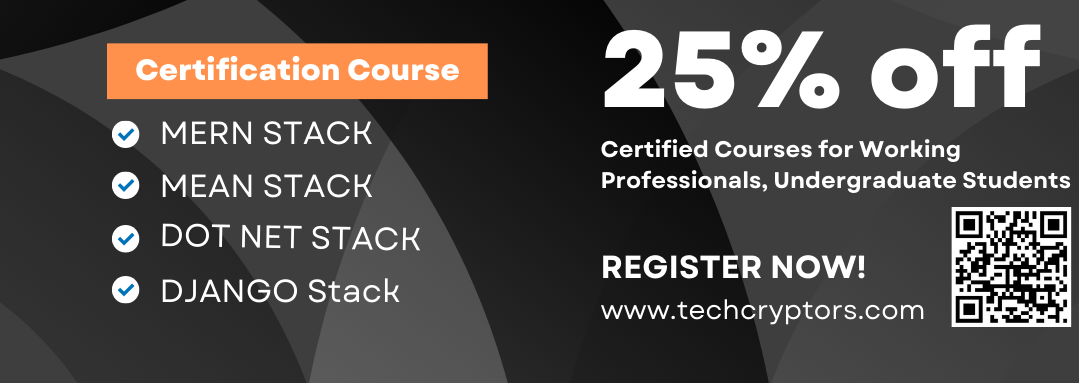 Certification Course
MERN STACK
MEAN STACK
DOT NET STACK
DJANGO Stack
25% off
Certified Courses for Working
Professionals, Undergraduate Students
REGISTER NOW!
www.techcryptors.com